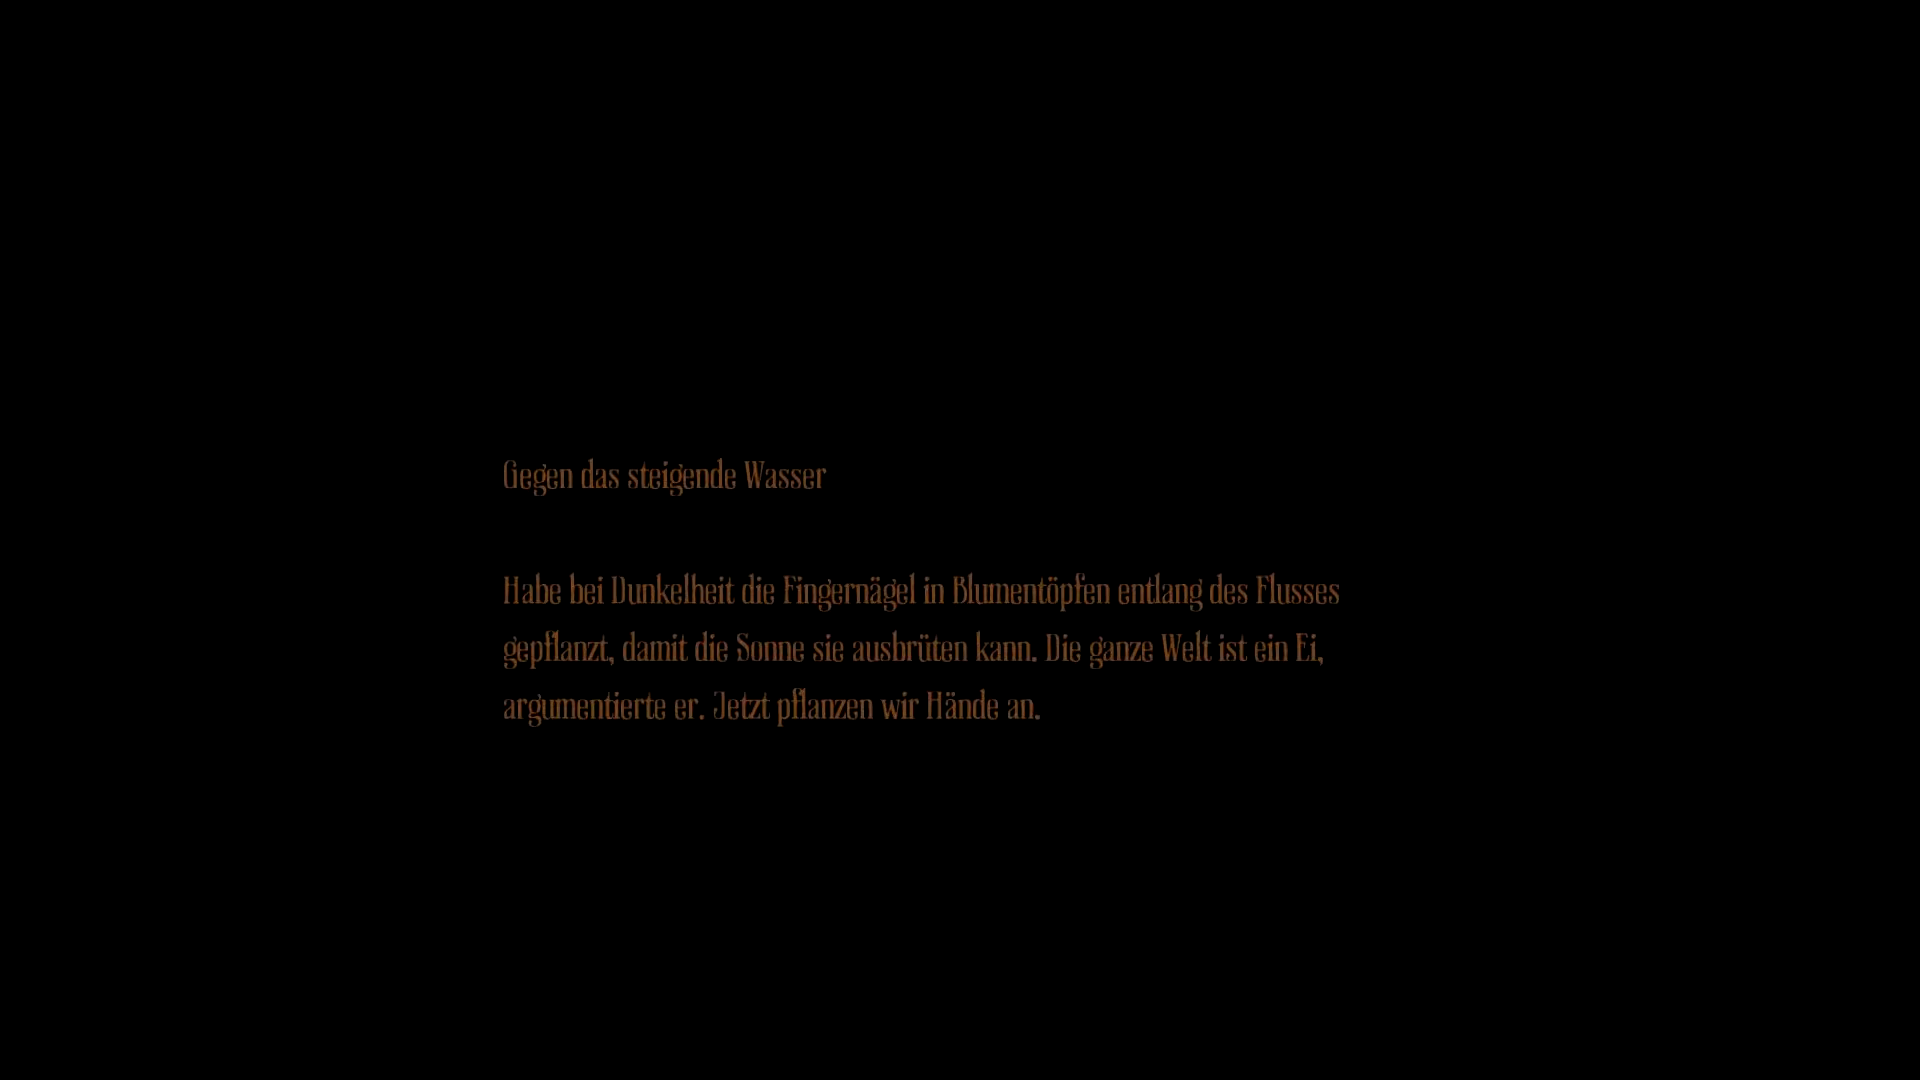 Gegen das steigende Wasser
Habe bei Dunkelheit die Fingernägel in Blumentöpfen entlang des Flusses
gepflanzt, damit die Sonne sie ausbrüten kann. Die ganze Welt ist ein Ei,
argumentierte er. Jetzt pflanzen wir Hände an.